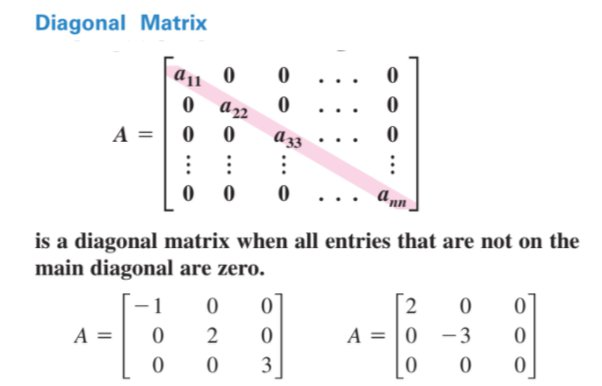 Diagonal Matrix
a11 0 0 . . . 0
0 a22 0 . . . 0
A = 0 0 a33 . . . 0
⋮ ⋮ ⋮ ⋮
0 0 0 . . . ann
is a diagonal matrix when all entries that are not on the
main diagonal are zero.
-1 0 0
A = 0 2 0
0 0 3
2 0 0
A = 0 -3 0
0 0 0